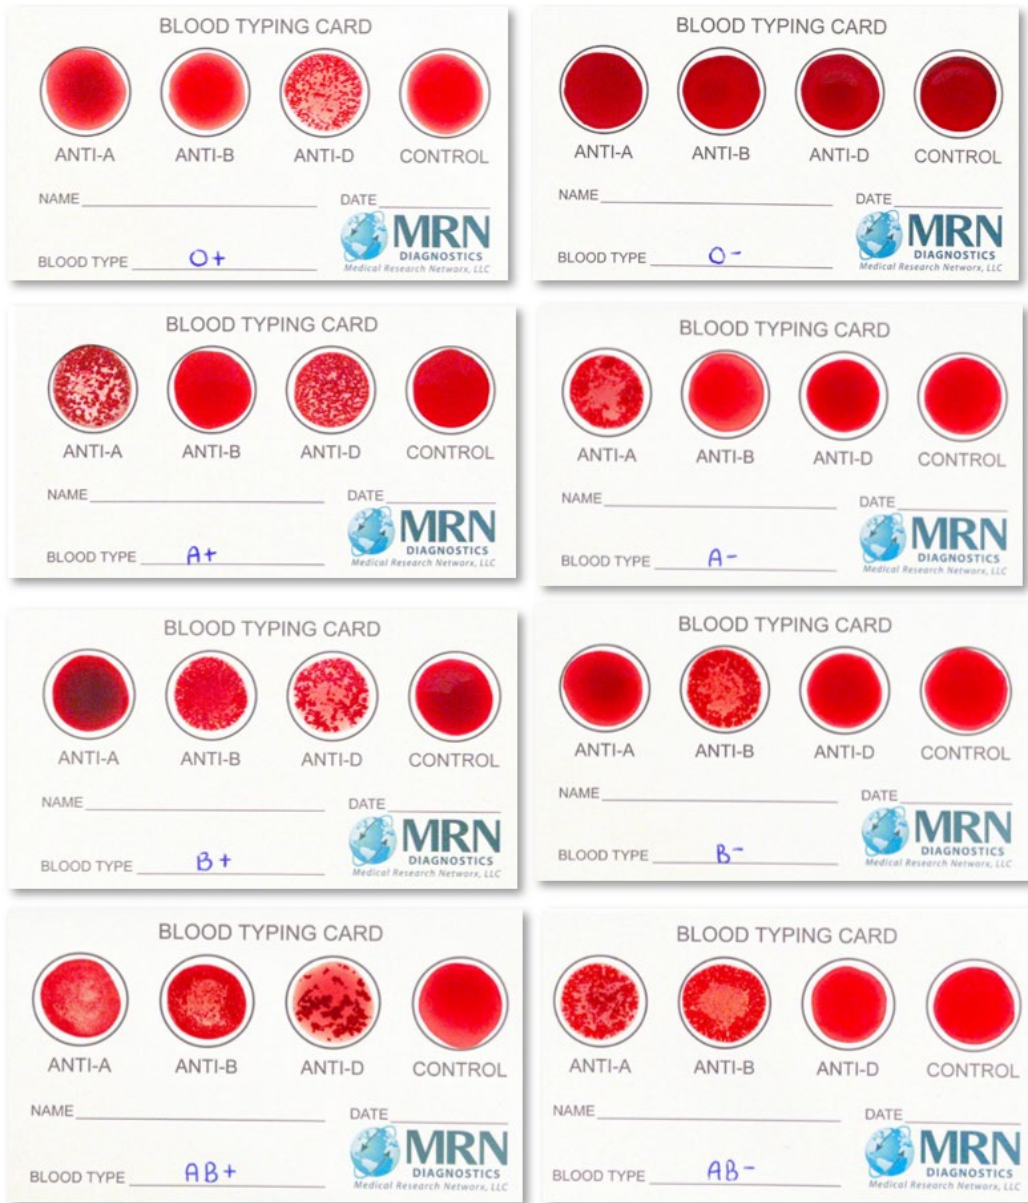 BLOOD TYPING CARD
ANTI-A ANTI-B ANTI-D CONTROL
NAME DATE
MRN
DIAGNOSTICS
BLOOD TYPE O+ Medical Research Networx, LLC
BLOOD TYPING CARD
ANTI-A ANTI-B ANTI-D CONTROL
NAME DATE
MRN
DIAGNOSTICS
BLOOD TYPE O- Medical Research Networx, LLC
BLOOD TYPING CARD
ANTI-A ANTI-B ANTI-D CONTROL
NAME DATE
MRN
DIAGNOSTICS
BLOOD TYPE A+ Medical Research Networx, LLC
BLOOD TYPING CARD
ANTI-A ANTI-B ANTI-D CONTROL
NAME DATE
MRN
DIAGNOSTICS
BLOOD TYPE A- Medical Research Networx, LLC
BLOOD TYPING CARD
ANTI-A ANTI-B ANTI-D CONTROL
NAME DATE
MRN
DIAGNOSTICS
BLOOD TYPE B+ Medical Research Networx, LLC
BLOOD TYPING CARD
ANTI-A ANTI-B ANTI-D CONTROL
NAME DATE
MRN
DIAGNOSTICS
BLOOD TYPE B- Medical Research Networx, LLC
BLOOD TYPING CARD
ANTI-A ANTI-B ANTI-D CONTROL
NAME DATE
MRN
DIAGNOSTICS
BLOOD TYPE AB+ Medical Research Networx, LLC
BLOOD TYPING CARD
ANTI-A ANTI-B ANTI-D CONTROL
NAME DATE
MRN
DIAGNOSTICS
BLOOD TYPE AB- Medical Research Networx, LLC